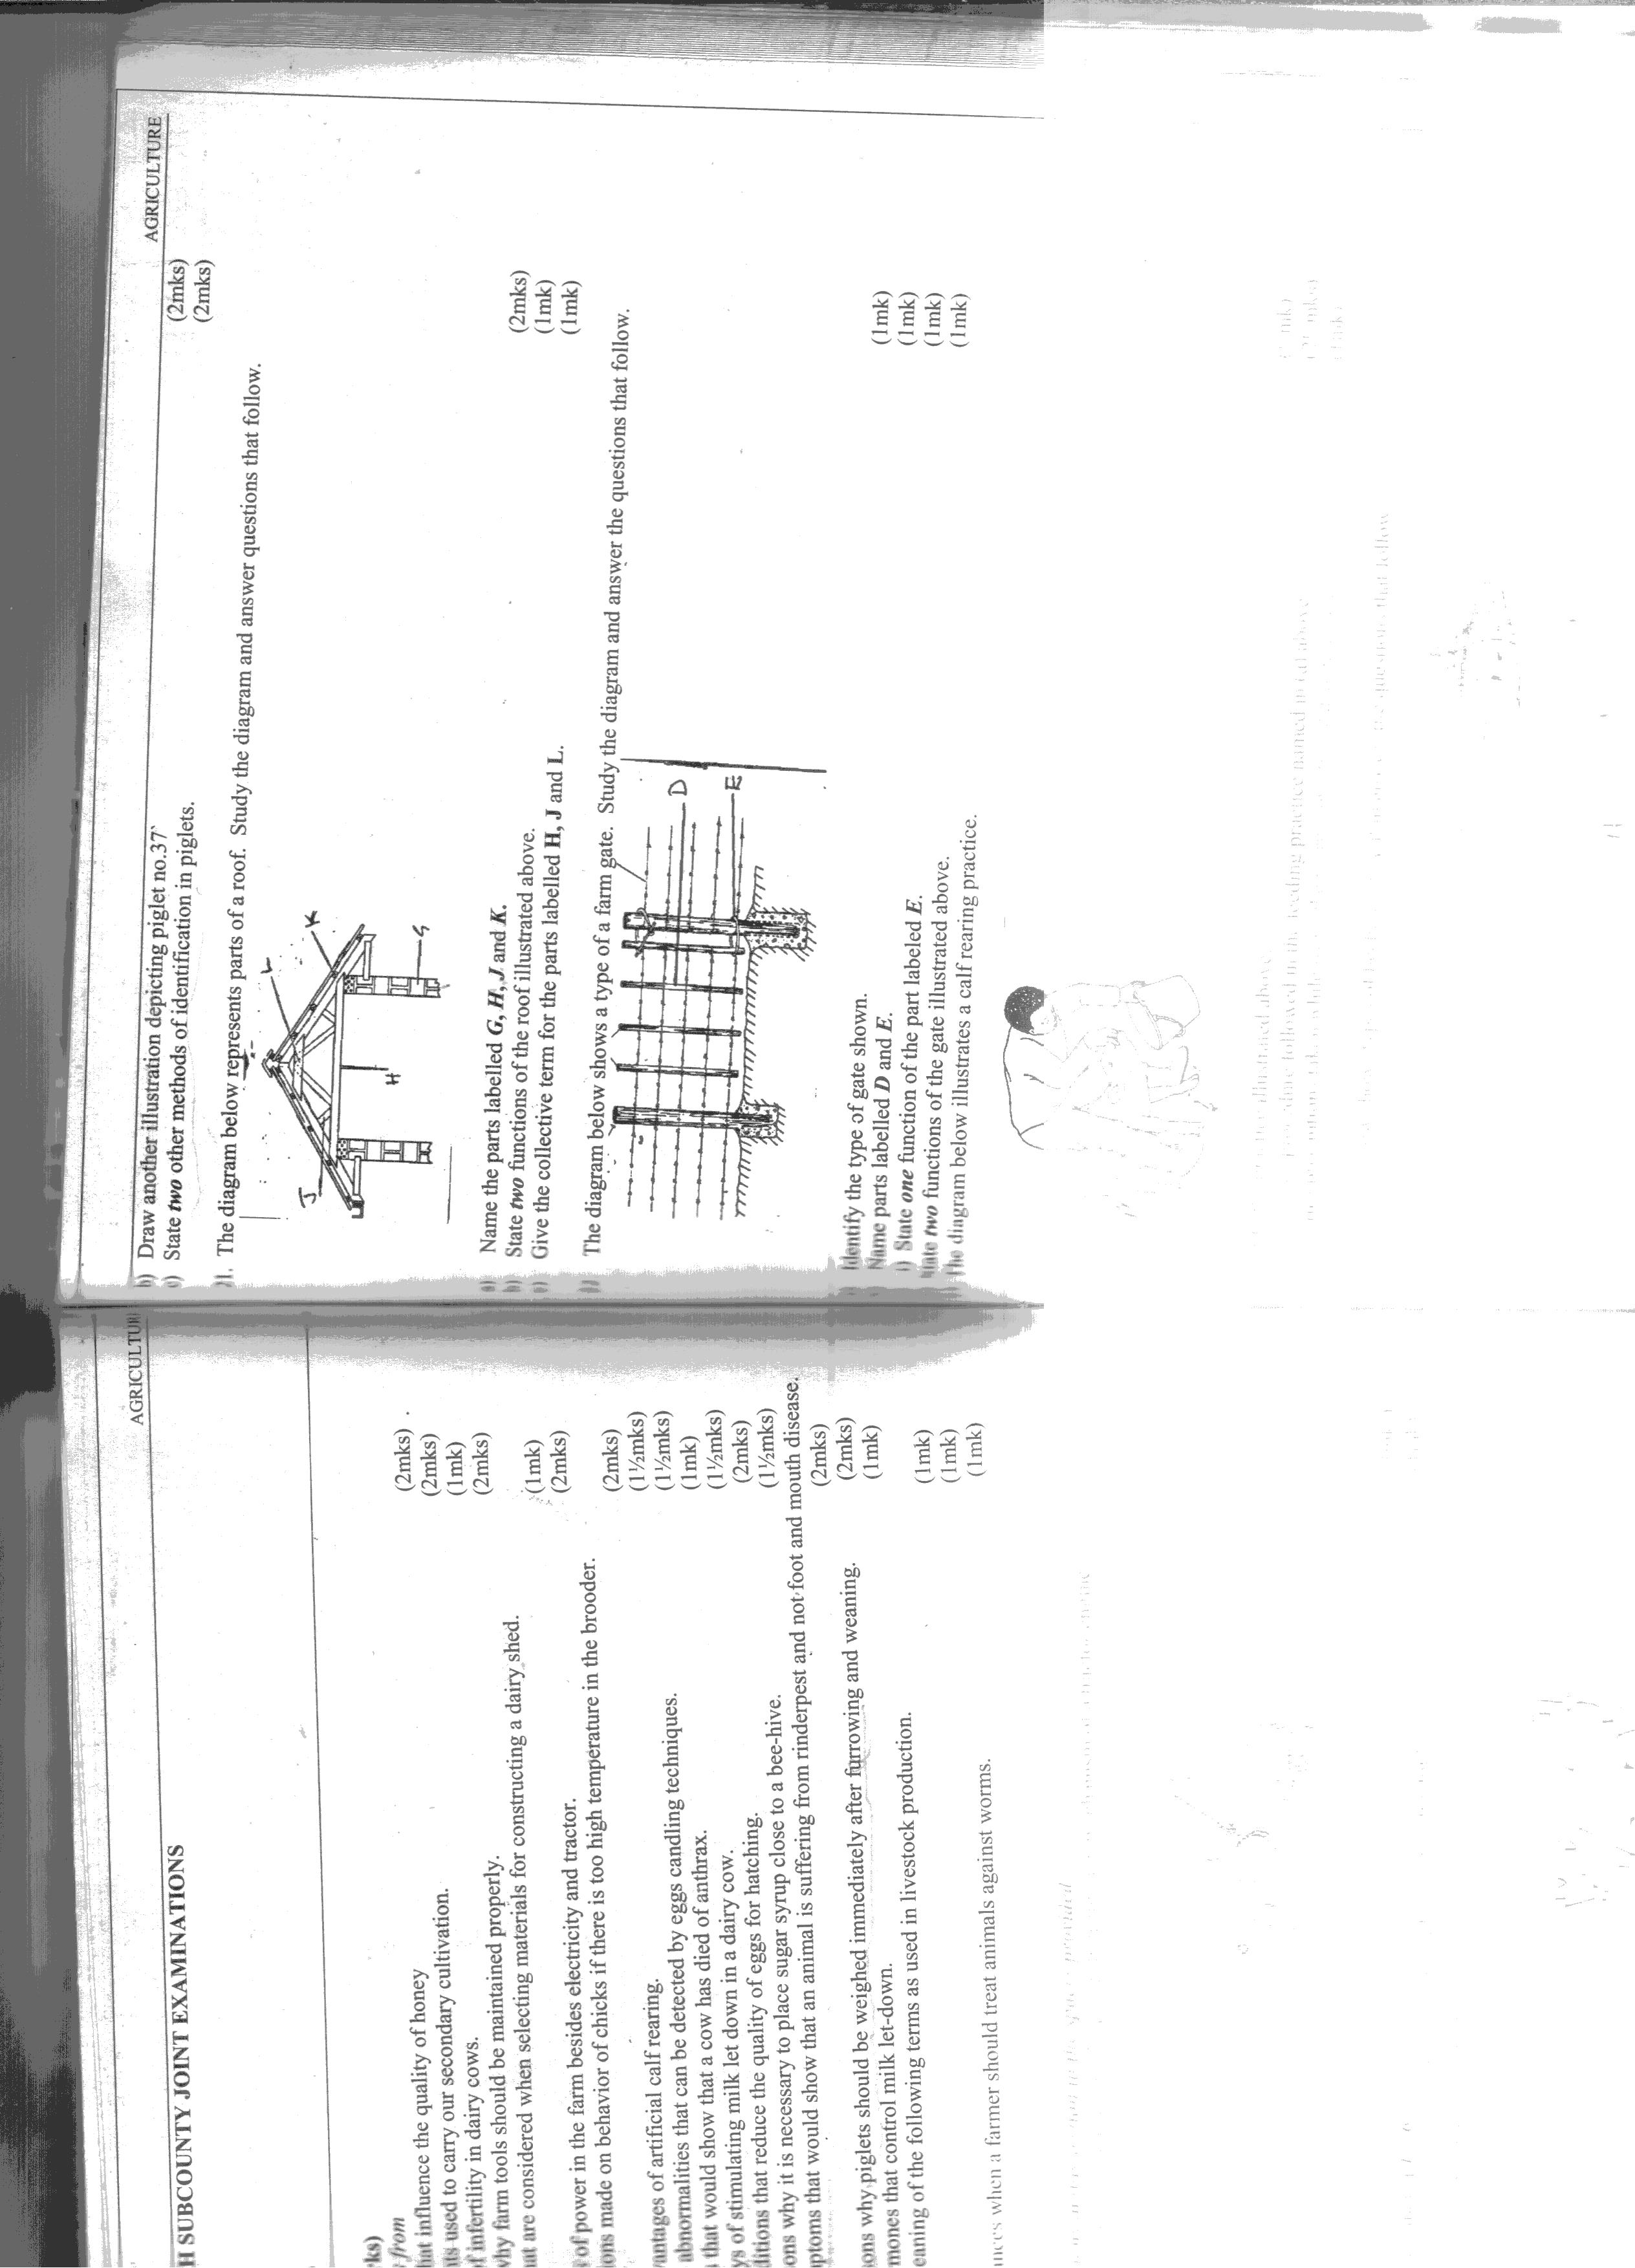 AGRICULTUR
H SUBCOUNTY JOINT EXAMINATIONS
from
hat influence the quality of honey (2mks)
used to carry our secondary cultivation. (2mks)
infertility in dairy cows. (1mk)
why farm tools should be maintained properly. (2mks)
at are considered when selecting materials for constructing a dairy shed.
(1mk)
of power in the farm besides electricity and tractor. (2mks)
ons made on behavior of chicks if there is too high temperature in the brooder.
(2mks)
antages of artificial calf rearing. (1½mks)
abnormalities that can be detected by eggs candling techniques. (1½mks)
that would show that a cow has died of anthrax. (1mk)
ys of stimulating milk let down in a dairy cow. (1½mks)
ditions that reduce the quality of eggs for hatching. (2mks)
ons why it is necessary to place sugar syrup close to a bee-hive. (1½mks)
ptoms that would show that an animal is suffering from rinderpest and not foot and mouth disease.
(2mks)
ons why piglets should be weighed immediately after furrowing and weaning. (2mks)
mones that control milk let-down. (1mk)
eaning of the following terms as used in livestock production.
(1mk)
(1mk)
nces when a farmer should treat animals against worms. (1mk)
AGRICULTURE
b) Draw another illustration depicting piglet no.37 (2mks)
c) State two other methods of identification in piglets. (2mks)
21. The diagram below represents parts of a roof. Study the diagram and answer questions that follow.
J
L
K
H
G
a) Name the parts labelled G, H, J and K. (2mks)
b) State two functions of the roof illustrated above. (1mk)
c) Give the collective term for the parts labelled H, J and L. (1mk)
The diagram below shows a type of a farm gate. Study the diagram and answer the questions that follow.
D
E
Identify the type of gate shown. (1mk)
Name parts labelled D and E. (1mk)
i) State one function of the part labeled E. (1mk)
State two functions of the gate illustrated above. (1mk)
The diagram below illustrates a calf rearing practice.